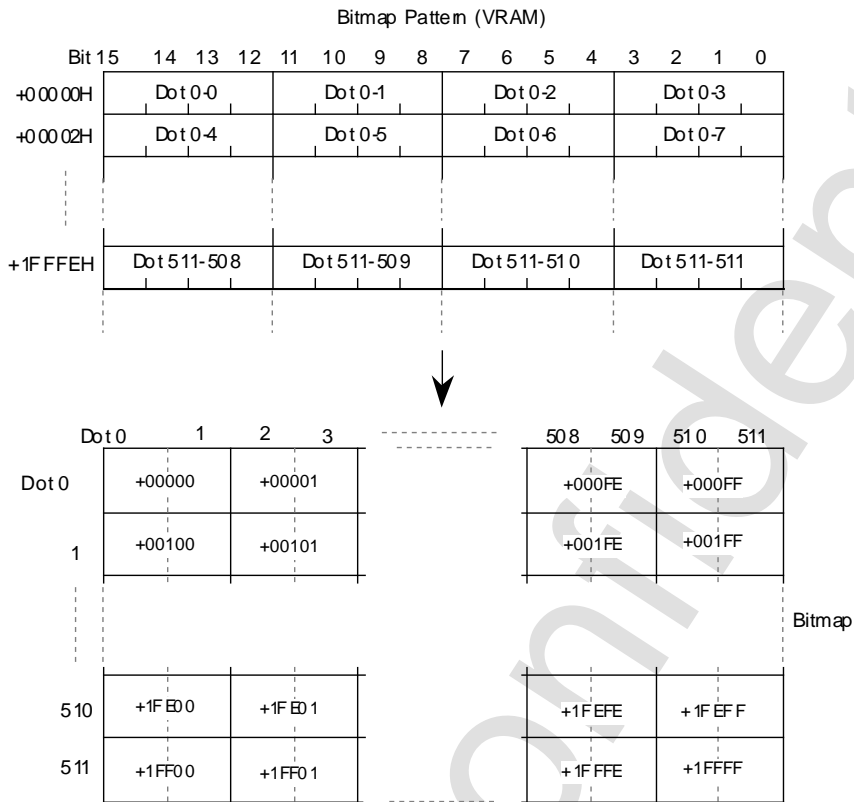 Bitmap Pattern (VRAM)
Bit 15 14 13 12 11 10 9 8 7 6 5 4 3 2 1 0
+00000H Dot 0-0 Dot 0-1 Dot 0-2 Dot 0-3
+00002H Dot 0-4 Dot 0-5 Dot 0-6 Dot 0-7
+1FFFEH Dot 511-508 Dot 511-509 Dot 511-510 Dot 511-511
Dot 0 1 2 3 508 509 510 511
Dot 0 +00000 +00001 +000FE +000FF
1 +00100 +00101 +001FE +001FF
Bitmap
510 +1FE00 +1FE01 +1FEFE +1FEFF
511 +1FF00 +1FF01 +1FFFE +1FFFF